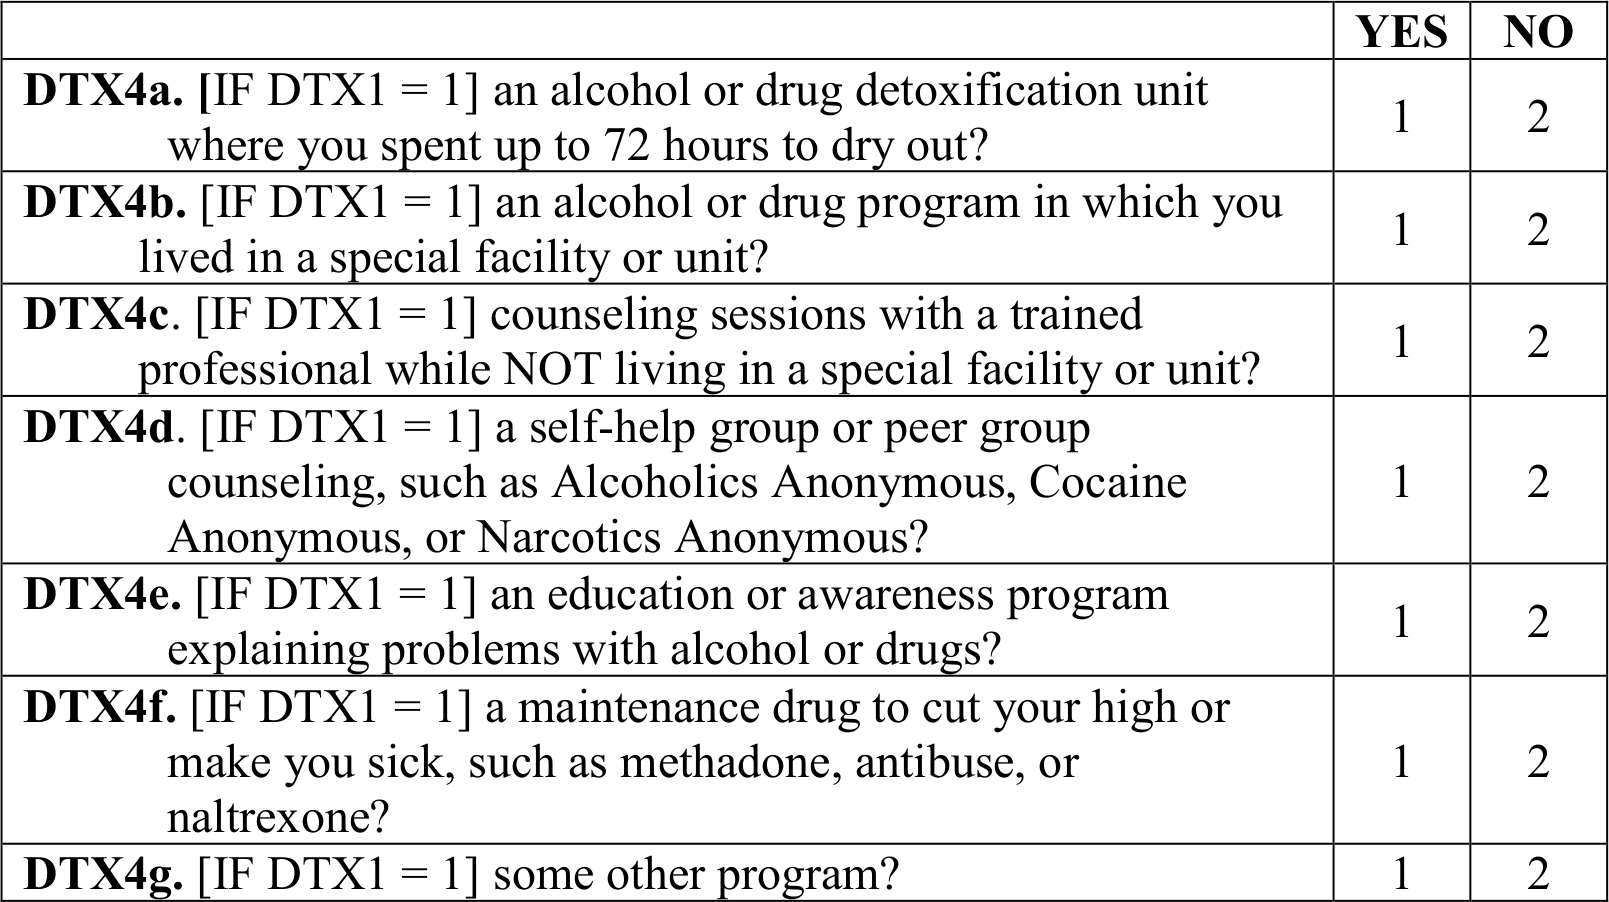 YES NO
DTX4a. [IF DTX1 = 1] an alcohol or drug detoxification unit
where you spent up to 72 hours to dry out?
1 2
DTX4b. [IF DTX1 = 1] an alcohol or drug program in which you
lived in a special facility or unit?
1 2
DTX4c. [IF DTX1 = 1] counseling sessions with a trained
professional while NOT living in a special facility or unit?
1 2
DTX4d. [IF DTX1 = 1] a self-help group or peer group
counseling, such as Alcoholics Anonymous, Cocaine
Anonymous, or Narcotics Anonymous?
1 2
DTX4e. [IF DTX1 = 1] an education or awareness program
explaining problems with alcohol or drugs?
1 2
DTX4f. [IF DTX1 = 1] a maintenance drug to cut your high or
make you sick, such as methadone, antibuse, or
naltrexone?
1 2
DTX4g. [IF DTX1 = 1] some other program? 1 2